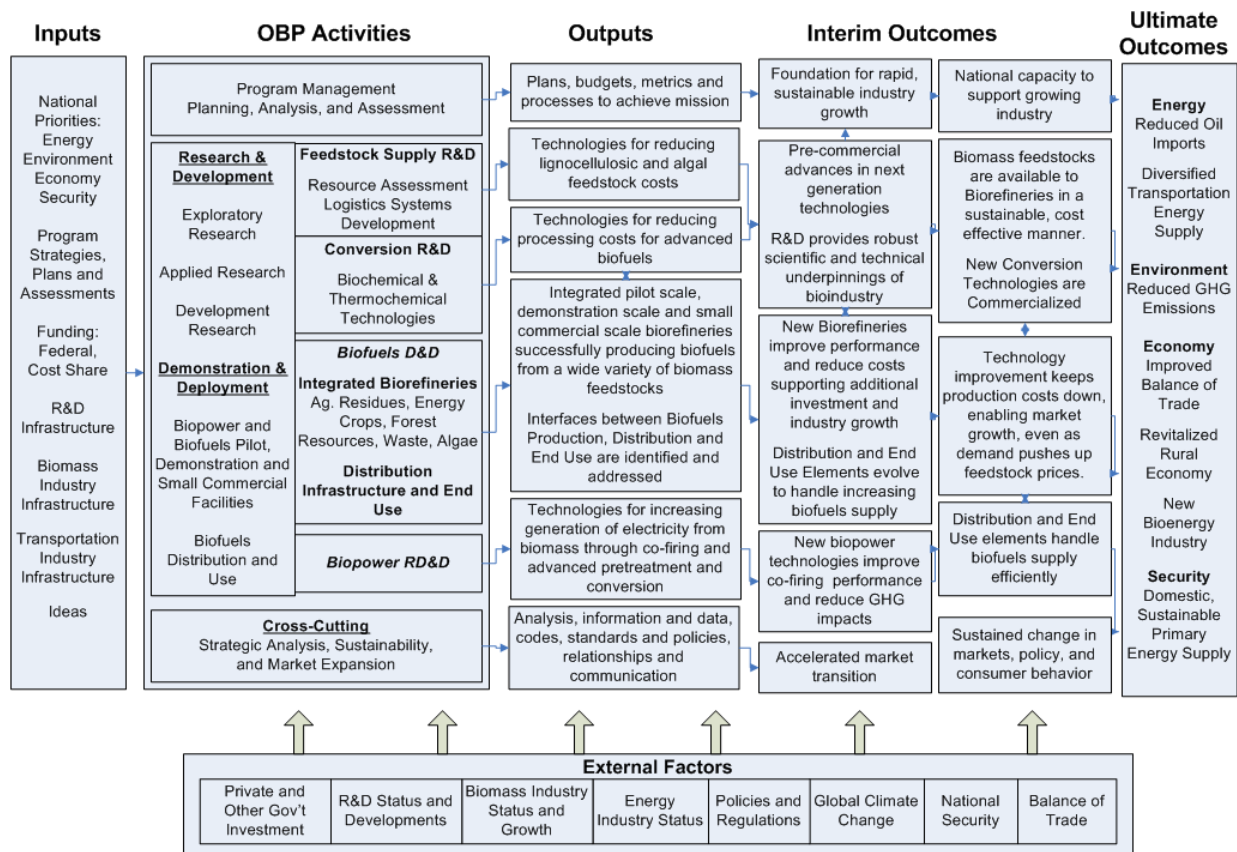 Inputs
OBP Activities
Outputs
Interim Outcomes
Ultimate
Outcomes
National
Priorities:
Energy
Environment
Economy
Security
Program
Strategies,
Plans and
Assessments
Funding:
Federal,
Cost Share
R&D
Infrastructure
Biomass
Industry
Infrastructure
Transportation
Industry
Infrastructure
Ideas
Program Management
Planning, Analysis, and Assessment
Research &
Development
Exploratory
Research
Applied Research
Development
Research
Demonstration &
Deployment
Biopower and
Biofuels Pilot,
Demonstration and
Small Commercial
Facilities
Biofuels
Distribution and
Use
Feedstock Supply R&D
Resource Assessment
Logistics Systems
Development
Conversion R&D
Biochemical &
Thermochemical
Technologies
Biofuels D&D
Integrated Biorefineries
Ag. Residues, Energy
Crops, Forest
Resources, Waste, Algae
Distribution
Infrastructure and End
Use
Biopower RD&D
Cross-Cutting
Strategic Analysis, Sustainability,
and Market Expansion
Plans, budgets, metrics and
processes to achieve mission
Technologies for reducing
lignocellulosic and algal
feedstock costs
Technologies for reducing
processing costs for advanced
biofuels
Integrated pilot scale,
demonstration scale and small
commercial scale biorefineries
successfully producing biofuels
from a wide variety of biomass
feedstocks
Interfaces between Biofuels
Production, Distribution and
End Use are identified and
addressed
Technologies for increasing
generation of electricity from
biomass through co-firing and
advanced pretreatment and
conversion
Analysis, information and data,
codes, standards and policies,
relationships and
communication
Foundation for rapid,
sustainable industry
growth
Pre-commercial
advances in next
generation
technologies
R&D provides robust
scientific and technical
underpinnings of
bioindustry
New Biorefineries
improve performance
and reduce costs
supporting additional
investment and
industry growth
Distribution and End
Use Elements evolve
to handle increasing
biofuels supply
New biopower
technologies improve
co-firing performance
and reduce GHG
impacts
Accelerated market
transition
National capacity to
support growing
industry
Biomass feedstocks
are available to
Biorefineries in a
sustainable, cost
effective manner.
New Conversion
Technologies are
Commercialized
Technology
improvement keeps
production costs down,
enabling market
growth, even as
demand pushes up
feedstock prices.
Distribution and End
Use elements handle
biofuels supply
efficiently
Sustained change in
markets, policy, and
consumer behavior
Energy
Reduced Oil
Imports
Diversified
Transportation
Energy
Supply
Environment
Reduced GHG
Emissions
Economy
Improved
Balance of
Trade
Revitalized
Rural
Economy
New
Bioenergy
Industry
Security
Domestic,
Sustainable
Primary
Energy Supply
External Factors
Private and
Other Gov't
Investment
R&D Status and
Developments
Biomass Industry
Status and
Growth
Energy
Industry Status
Policies and
Regulations
Global Climate
Change
National
Security
Balance of
Trade